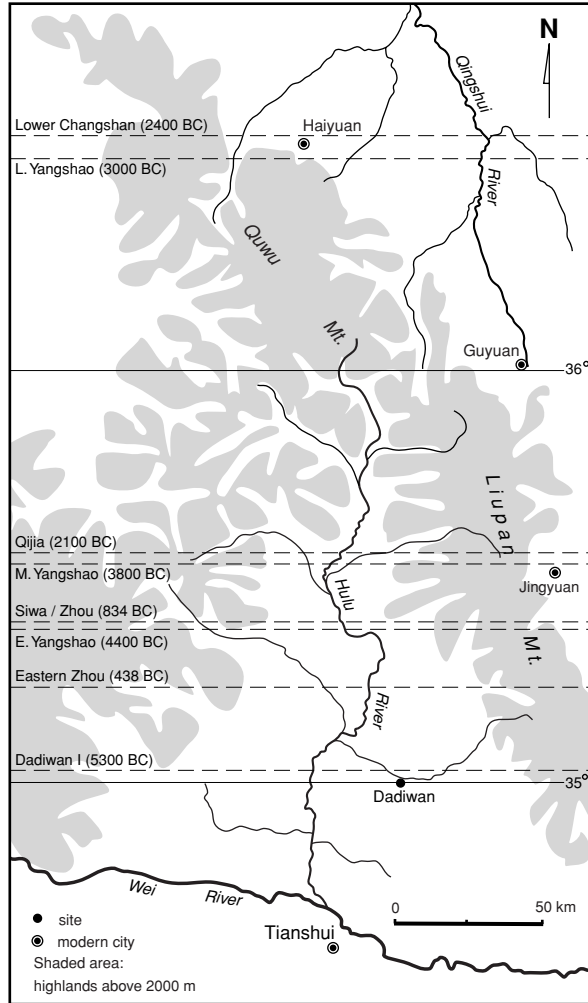 N
Qingshui
River
Lower Changshan (2400 BC)
Haiyuan
L. Yangshao (3000 BC)
Quwu
Mt.
Guyuan
36°
Liupan
Mt.
Qijia (2100 BC)
M. Yangshao (3800 BC)
Jingyuan
Hulu
River
Siwa / Zhou (834 BC)
E. Yangshao (4400 BC)
Eastern Zhou (438 BC)
Dadiwan I (5300 BC)
35°
Dadiwan
Wei River
0 50 km
Tianshui
site
modern city
Shaded area:
highlands above 2000 m